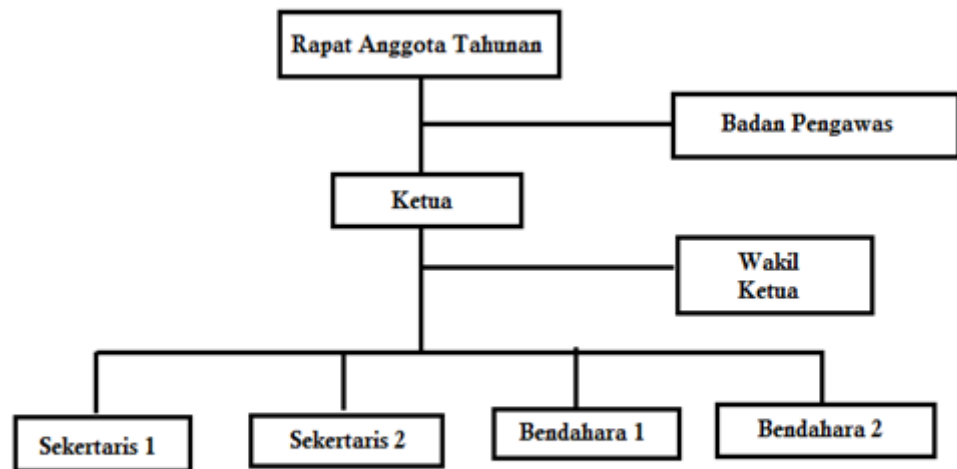 Rapat Anggota Tahunan
Badan Pengawas
Ketua
Wakil
Ketua
Sekertaris 1
Sekertaris 2
Bendahara 1
Bendahara 2